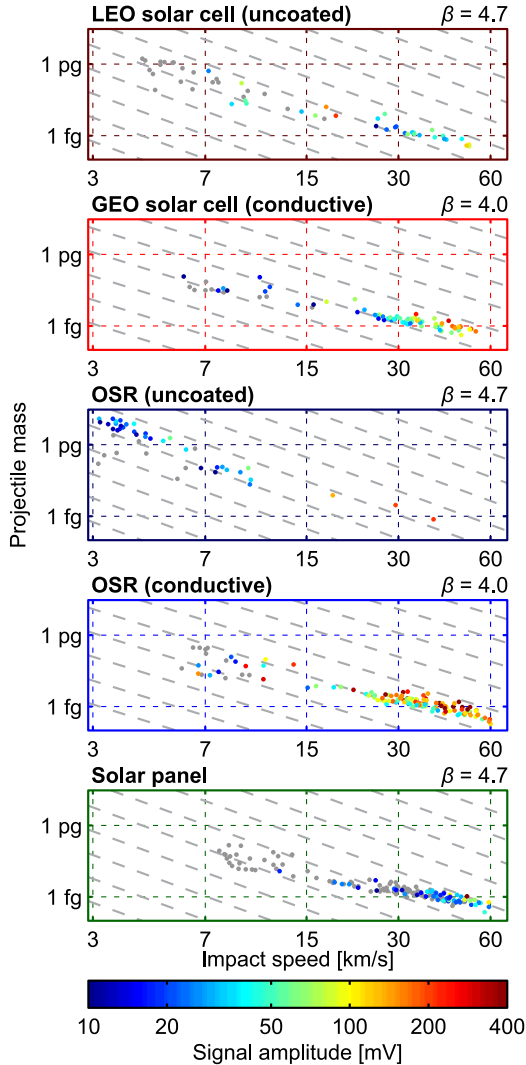 LEO solar cell (uncoated) β = 4.7
1 pg
1 fg
3 7 15 30 60
GEO solar cell (conductive) β = 4.0
1 pg
1 fg
3 7 15 30 60
OSR (uncoated) β = 4.7
1 pg
1 fg
3 7 15 30 60
Projectile mass
OSR (conductive) β = 4.0
1 pg
1 fg
3 7 15 30 60
Solar panel β = 4.7
1 pg
1 fg
3 7 15 30 60
Impact speed [km/s]
10 20 50 100 200 400
Signal amplitude [mV]